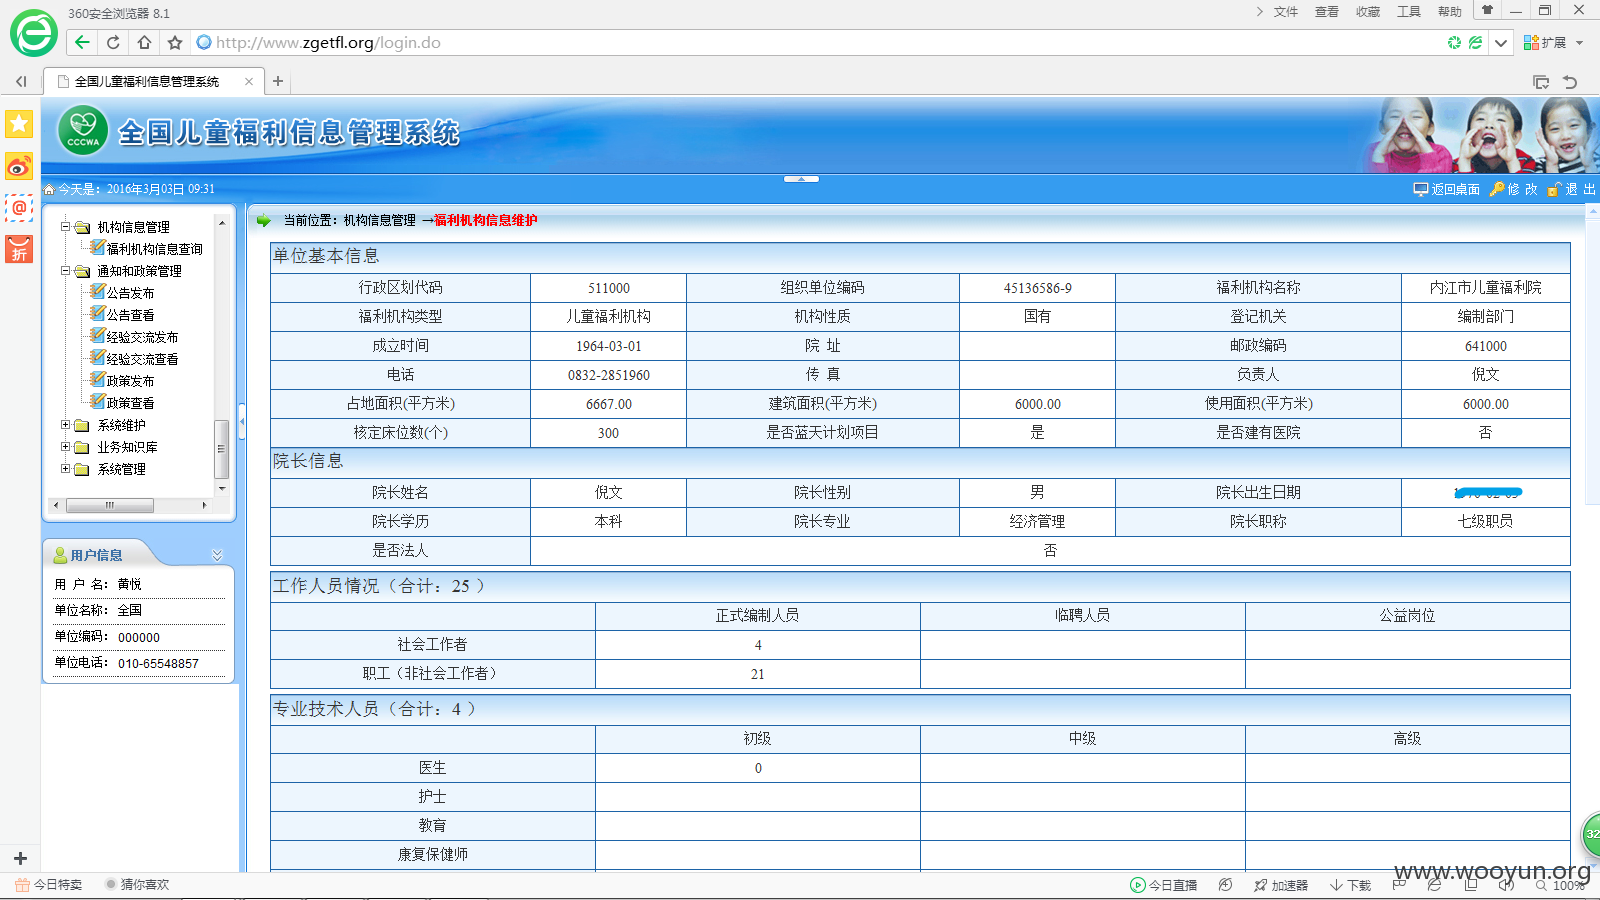 360安全浏览器 8.1
文件 查看 收藏 工具 帮助
http://www.zgetfl.org/login.do
扩展
全国儿童福利信息管理系统
CCCWA
全国儿童福利信息管理系统
今天是：2016年3月03日 09:31
返回桌面 修 改 退 出
机构信息管理
福利机构信息查询
通知和政策管理
公告发布
公告查看
经验交流发布
经验交流查看
政策发布
政策查看
系统维护
业务知识库
系统管理
用户信息
用 户 名： 黄悦
单位名称： 全国
单位编码： 000000
单位电话： 010-65548857
当前位置：机构信息管理 →福利机构信息维护
单位基本信息
行政区划代码 511000 组织单位编码 45136586-9 福利机构名称 内江市儿童福利院
福利机构类型 儿童福利机构 机构性质 国有 登记机关 编制部门
成立时间 1964-03-01 院 址 邮政编码 641000
电话 0832-2851960 传 真 负责人 倪文
占地面积(平方米) 6667.00 建筑面积(平方米) 6000.00 使用面积(平方米) 6000.00
核定床位数(个) 300 是否蓝天计划项目 是 是否建有医院 否
院长信息
院长姓名 倪文 院长性别 男 院长出生日期
院长学历 本科 院长专业 经济管理 院长职称 七级职员
是否法人 否
工作人员情况（合计：25 ）
正式编制人员 临聘人员 公益岗位
社会工作者 4
职工（非社会工作者） 21
专业技术人员（合计：4 ）
初级 中级 高级
医生 0
护士
教育
康复保健师
折
32
www.wooyun.org
今日特卖 猜你喜欢
今日直播 加速器 下载 100%